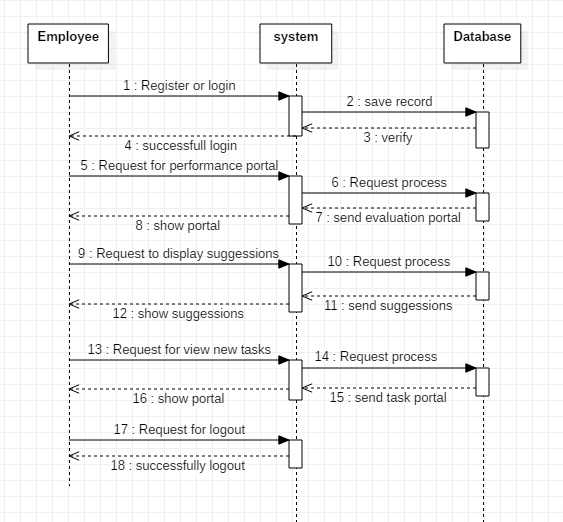 Employee
system
Database
1 : Register or login
2 : save record
3 : verify
4 : successfull login
5 : Request for performance portal
6 : Request process
7 : send evaluation portal
8 : show portal
9 : Request to display suggessions
10 : Request process
11 : send suggessions
12 : show sugessions
13 : Request for view new tasks
14 : Request process
15 : send task portal
16 : show portal
17 : Request for logout
18 : successfully logout